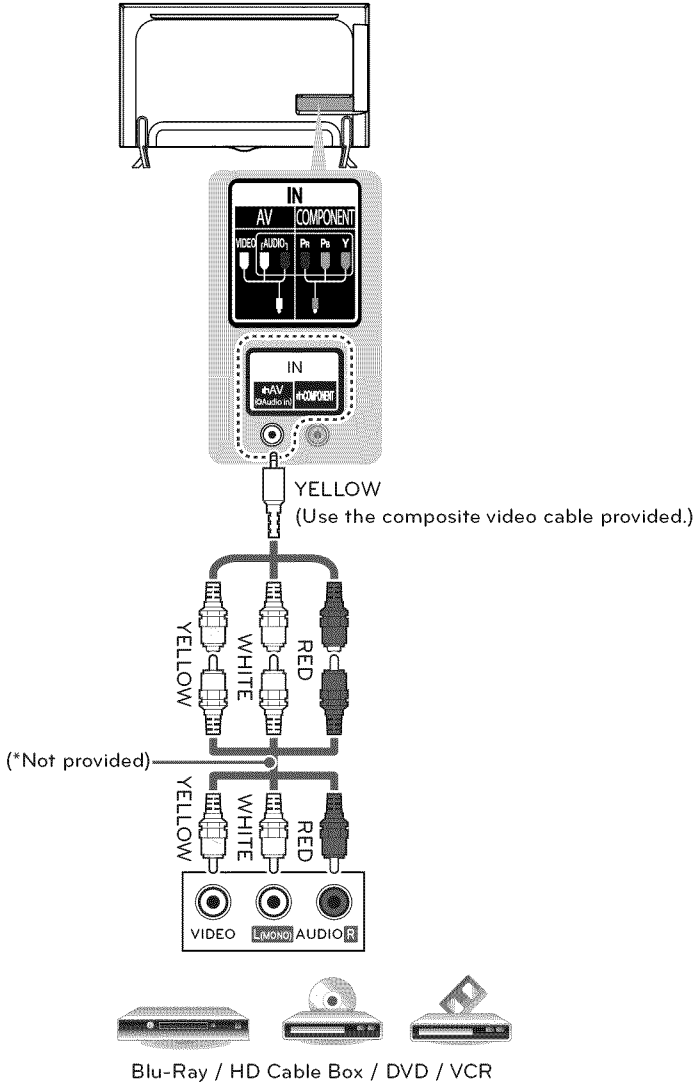 IN
AV COMPONENT
VIDEO AUDIO PR PB Y
IN
AV COMPONENT
(Audio in)
YELLOW
(Use the composite video cable provided.)
YELLOW WHITE RED
(*Not provided)
YELLOW WHITE RED
VIDEO L(MONO) AUDIO R
Blu-Ray / HD Cable Box / DVD / VCR